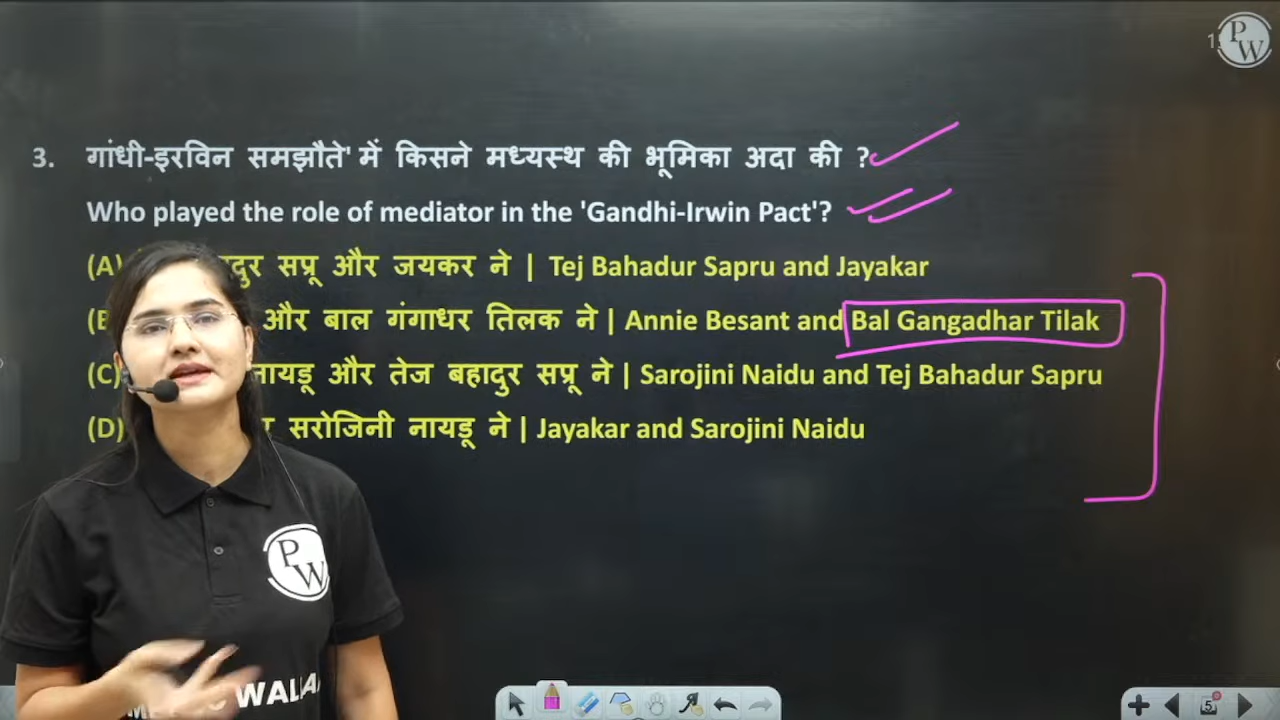 3. गांधी-इरविन समझौते' में किसने मध्यस्थ की भूमिका अदा की ?
Who played the role of mediator in the 'Gandhi-Irwin Pact'?
(A) सप्रू और जयकर ने | Tej Bahadur Sapru and Jayakar
और बाल गंगाधर तिलक ने | Annie Besant and Bal Gangadhar Tilak
(C) नायडू और तेज बहादुर सप्रू ने | Sarojini Naidu and Tej Bahadur Sapru
(D) सरोजिनी नायडू ने | Jayakar and Sarojini Naidu
PW
PW
5